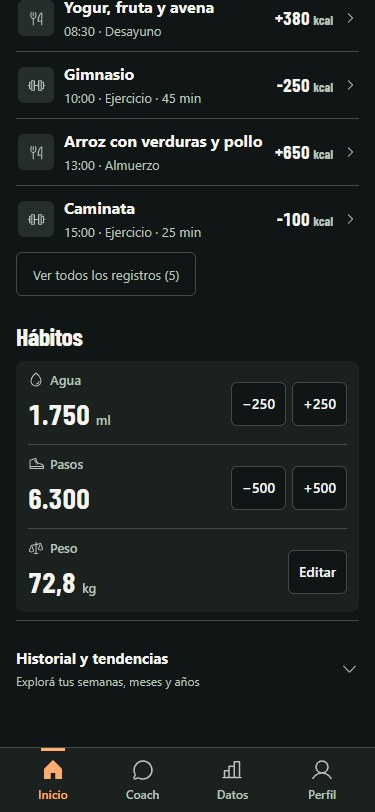 Yogur, fruta y avena
+380 kcal
08:30 · Desayuno
Gimnasio
-250 kcal
10:00 · Ejercicio · 45 min
Arroz con verduras y pollo
+650 kcal
13:00 · Almuerzo
Caminata
-100 kcal
15:00 · Ejercicio · 25 min
Ver todos los registros (5)
Hábitos
Agua
1.750 ml
−250
+250
Pasos
6.300
−500
+500
Peso
72,8 kg
Editar
Historial y tendencias
Explorá tus semanas, meses y años
Inicio
Coach
Datos
Perfil